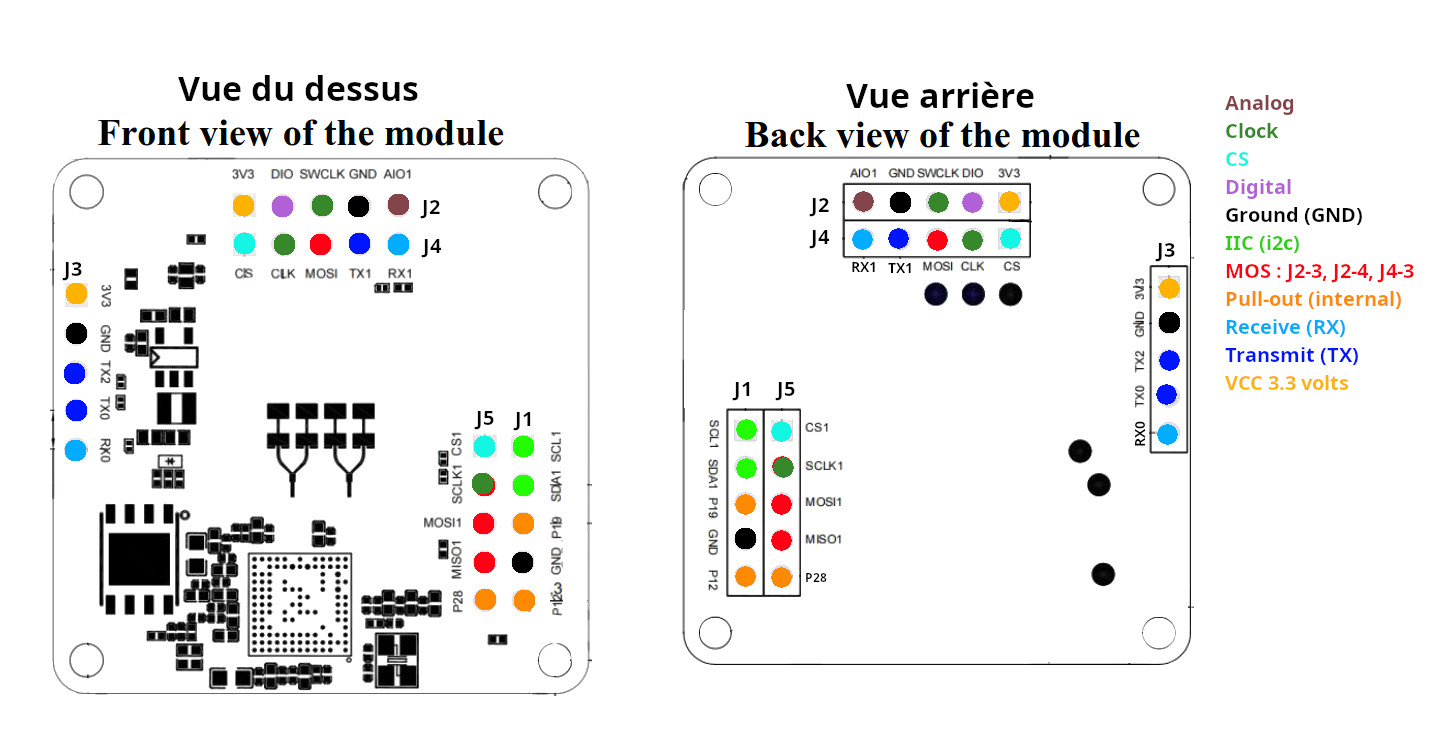 Vue du dessus
Front view of the module
3V3 DIO SWCLK GND AIO1
J2
J4
CS CLK MOSI TX1 RX1
J3
3V3
GND
TX2
TX0
RX0
J5 J1
CS1 SCL1
SCLK1 SDA1
MOSI1 P19
MISO1 GND
P28
Vue arrière
Back view of the module
AIO1 GND SWCLK DIO 3V3
J2
J4
RX1 TX1 MOSI CLK CS
J3
3V3
GND
TX2
TX0
RX0
J1 J5
SCL1 CS1
SDA1 SCLK1
P19 MOSI1
GND MISO1
P12 P28
Analog
Clock
CS
Digital
Ground (GND)
IIC (i2c)
MOS : J2-3, J2-4, J4-3
Pull-out (internal)
Receive (RX)
Transmit (TX)
VCC 3.3 volts